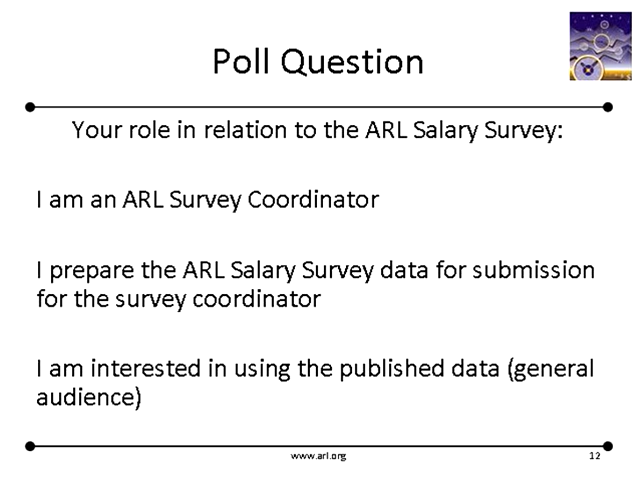 Poll Question
Your role in relation to the ARL Salary Survey:
I am an ARL Survey Coordinator
I prepare the ARL Salary Survey data for submission
for the survey coordinator
I am interested in using the published data (general
audience)
www.arl.org
12